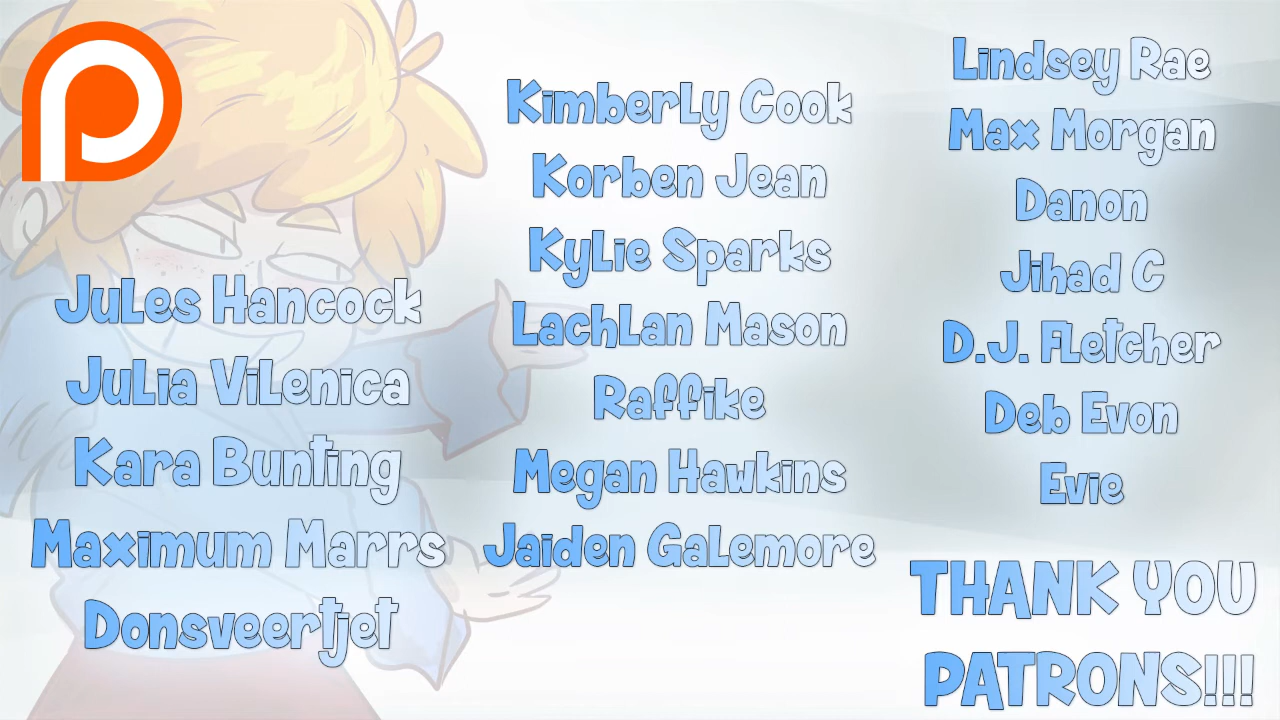 Jules Hancock
Julia Vilenica
Kara Bunting
Maximum Marrs
Donsveertjet
Kimberly Cook
Korben Jean
Kylie Sparks
Lachlan Mason
Raffike
Megan Hawkins
Jaiden Galemore
Lindsey Rae
Max Morgan
Danon
Jihad C
D.J. Fletcher
Deb Evon
Evie
THANK YOU
PATRONS!!!